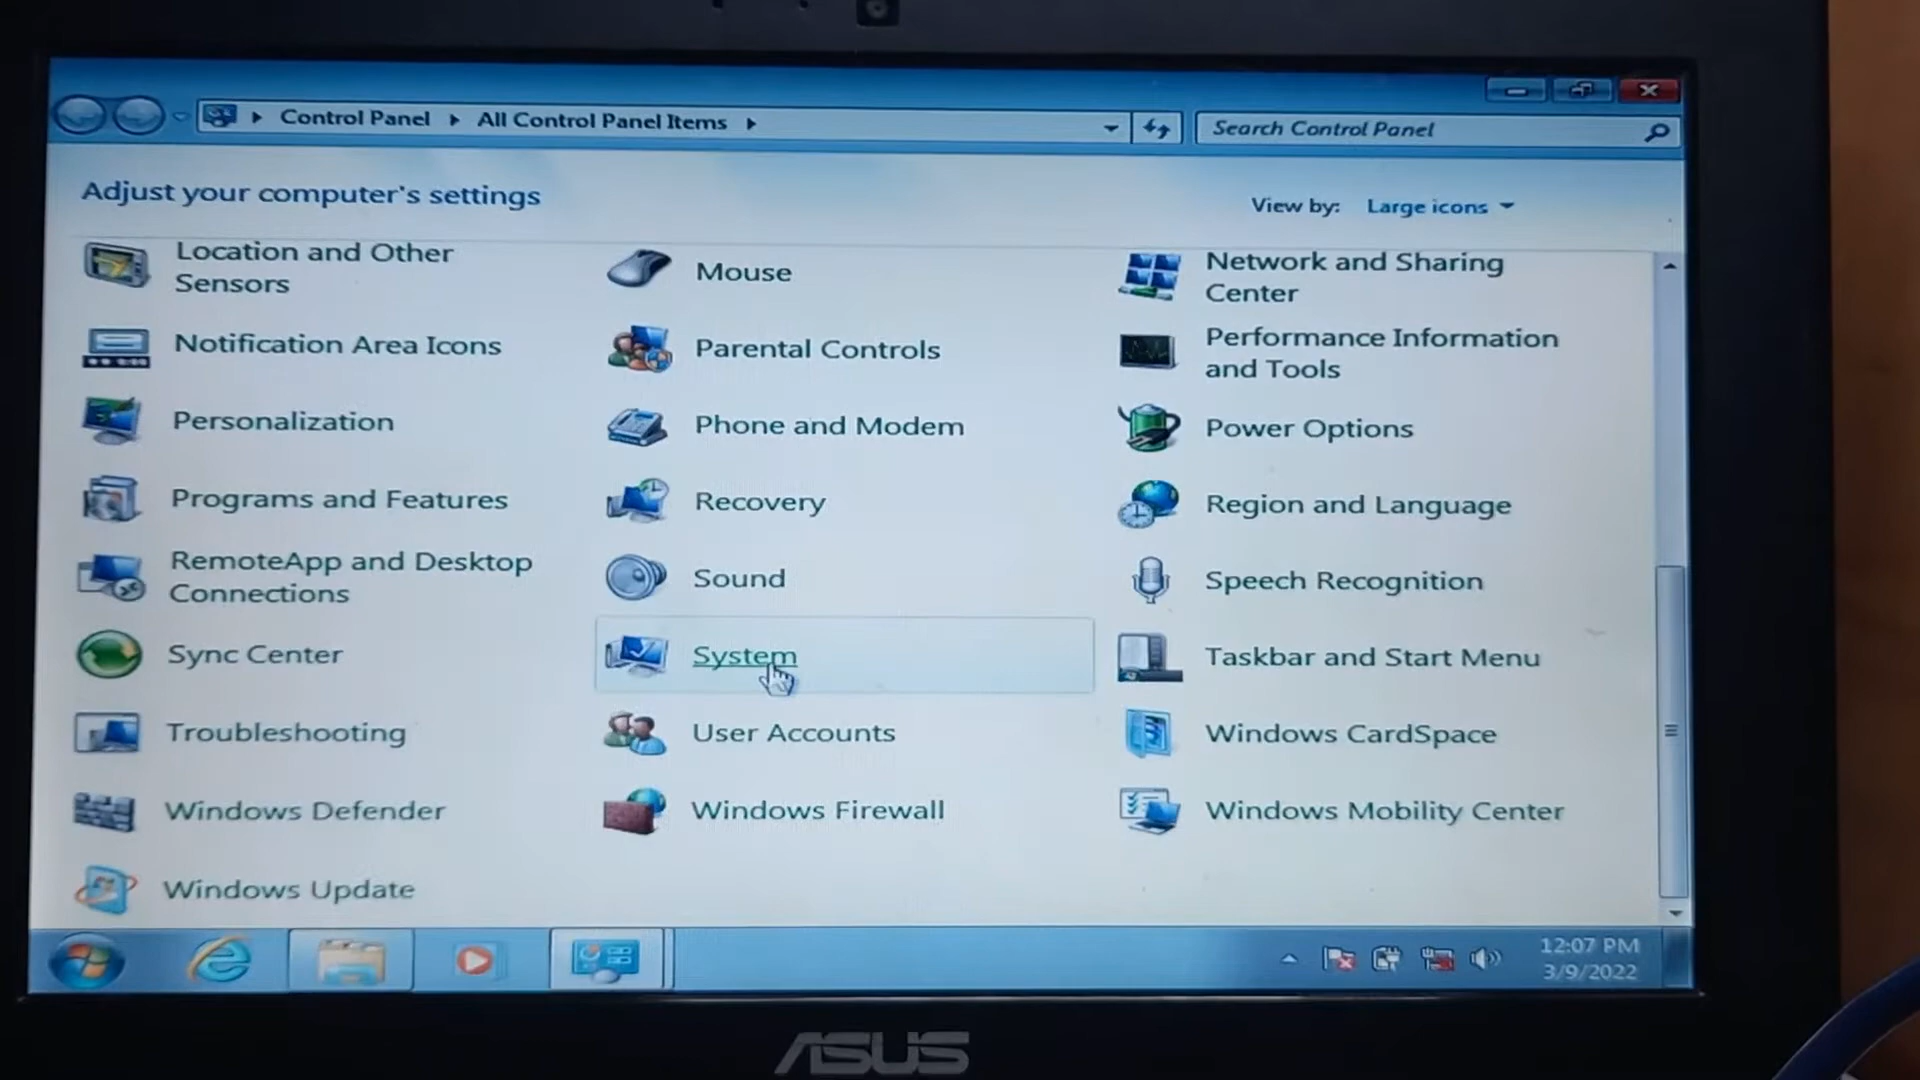 Control Panel
All Control Panel Items
Search Control Panel
Adjust your computer's settings
View by: Large icons
Location and Other
Sensors
Mouse
Network and Sharing
Center
Notification Area Icons
Parental Controls
Performance Information
and Tools
Personalization
Phone and Modem
Power Options
Programs and Features
Recovery
Region and Language
RemoteApp and Desktop
Connections
Sound
Speech Recognition
Sync Center
System
Taskbar and Start Menu
Troubleshooting
User Accounts
Windows CardSpace
Windows Defender
Windows Firewall
Windows Mobility Center
Windows Update
12:07 PM
3/9/2022
ASUS